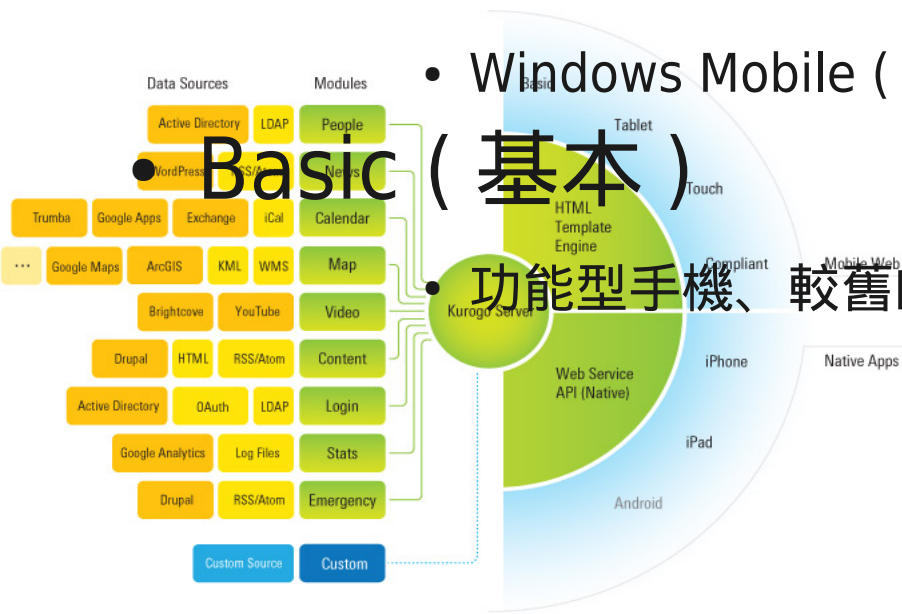 • Windows Mobile (
Data Sources Modules
Basic
Active Directory LDAP People
Tablet
• Basic ( 基本 )
WordPress RSS/Atom News
Touch
Trumba Google Apps Exchange iCal Calendar
HTML
Template
Engine
... Google Maps ArcGIS KML WMS Map
Compliant Mobile Web
• 功能型手機、較舊
Brightcove YouTube Video
Kurogo Server
Drupal HTML RSS/Atom Content
iPhone Native Apps
Web Service
API (Native)
Active Directory OAuth LDAP Login
iPad
Google Analytics Log Files Stats
Drupal RSS/Atom Emergency
Android
Custom Source Custom